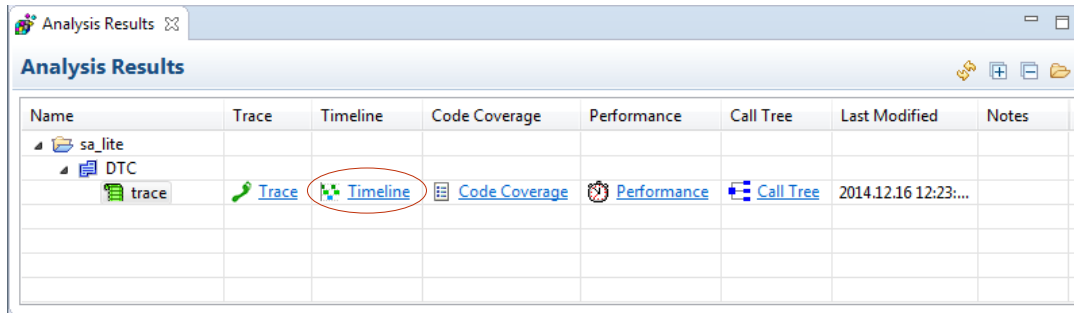 Analysis Results
Analysis Results
Name Trace Timeline Code Coverage Performance Call Tree Last Modified Notes
sa_lite
DTC
trace Trace Timeline Code Coverage Performance Call Tree 2014.12.16 12:23:...